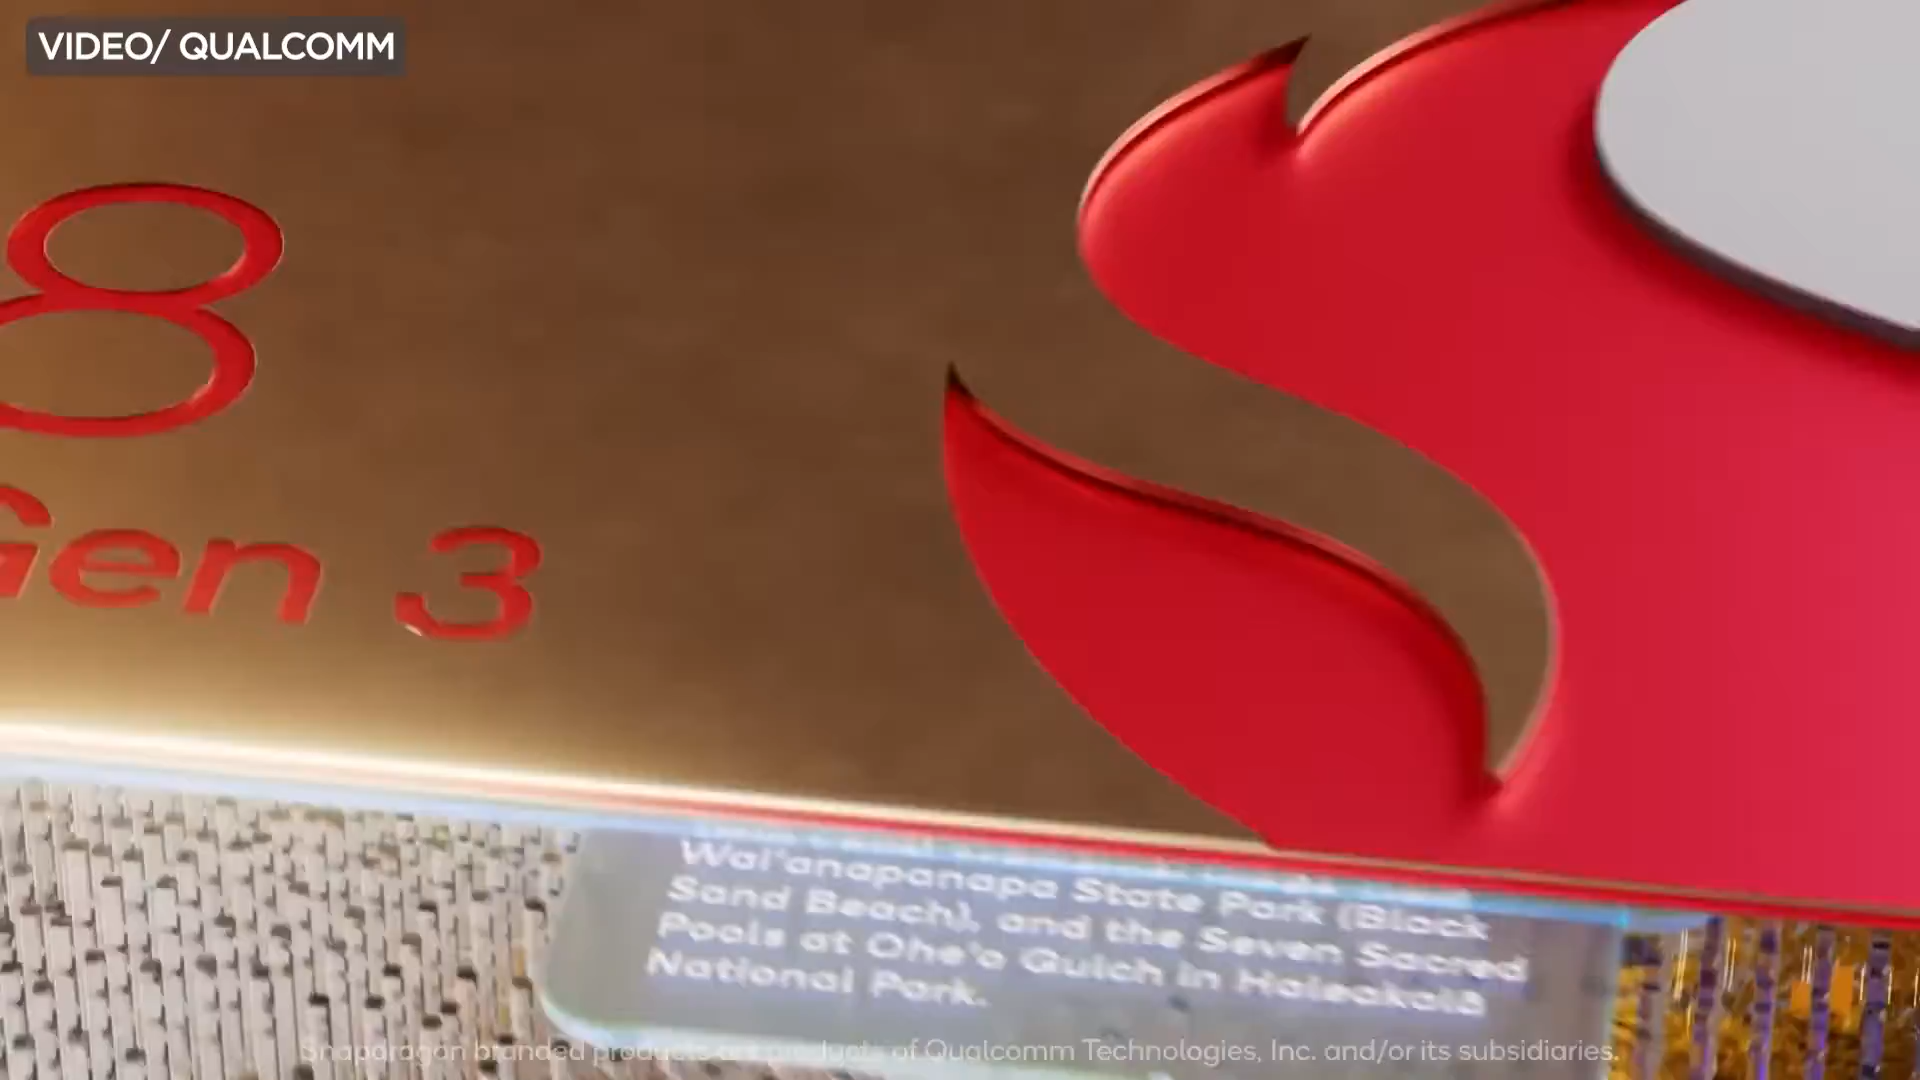 VIDEO/ QUALCOMM
8
Gen 3
Wai'anapanapa State Park (Black
Sand Beach), and the Seven Sacred
Pools at Ohe'o Gulch in Haleakalā
National Park.
Snapdragon branded products are products of Qualcomm Technologies, Inc. and/or its subsidiaries.